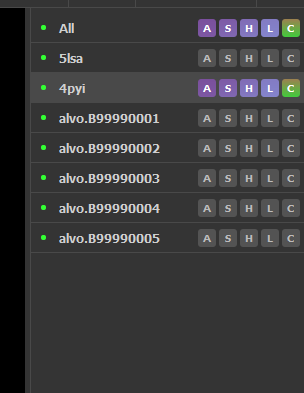 All A S H L C
5lsa A S H L C
4pyi A S H L C
alvo.B99990001 A S H L C
alvo.B99990002 A S H L C
alvo.B99990003 A S H L C
alvo.B99990004 A S H L C
alvo.B99990005 A S H L C